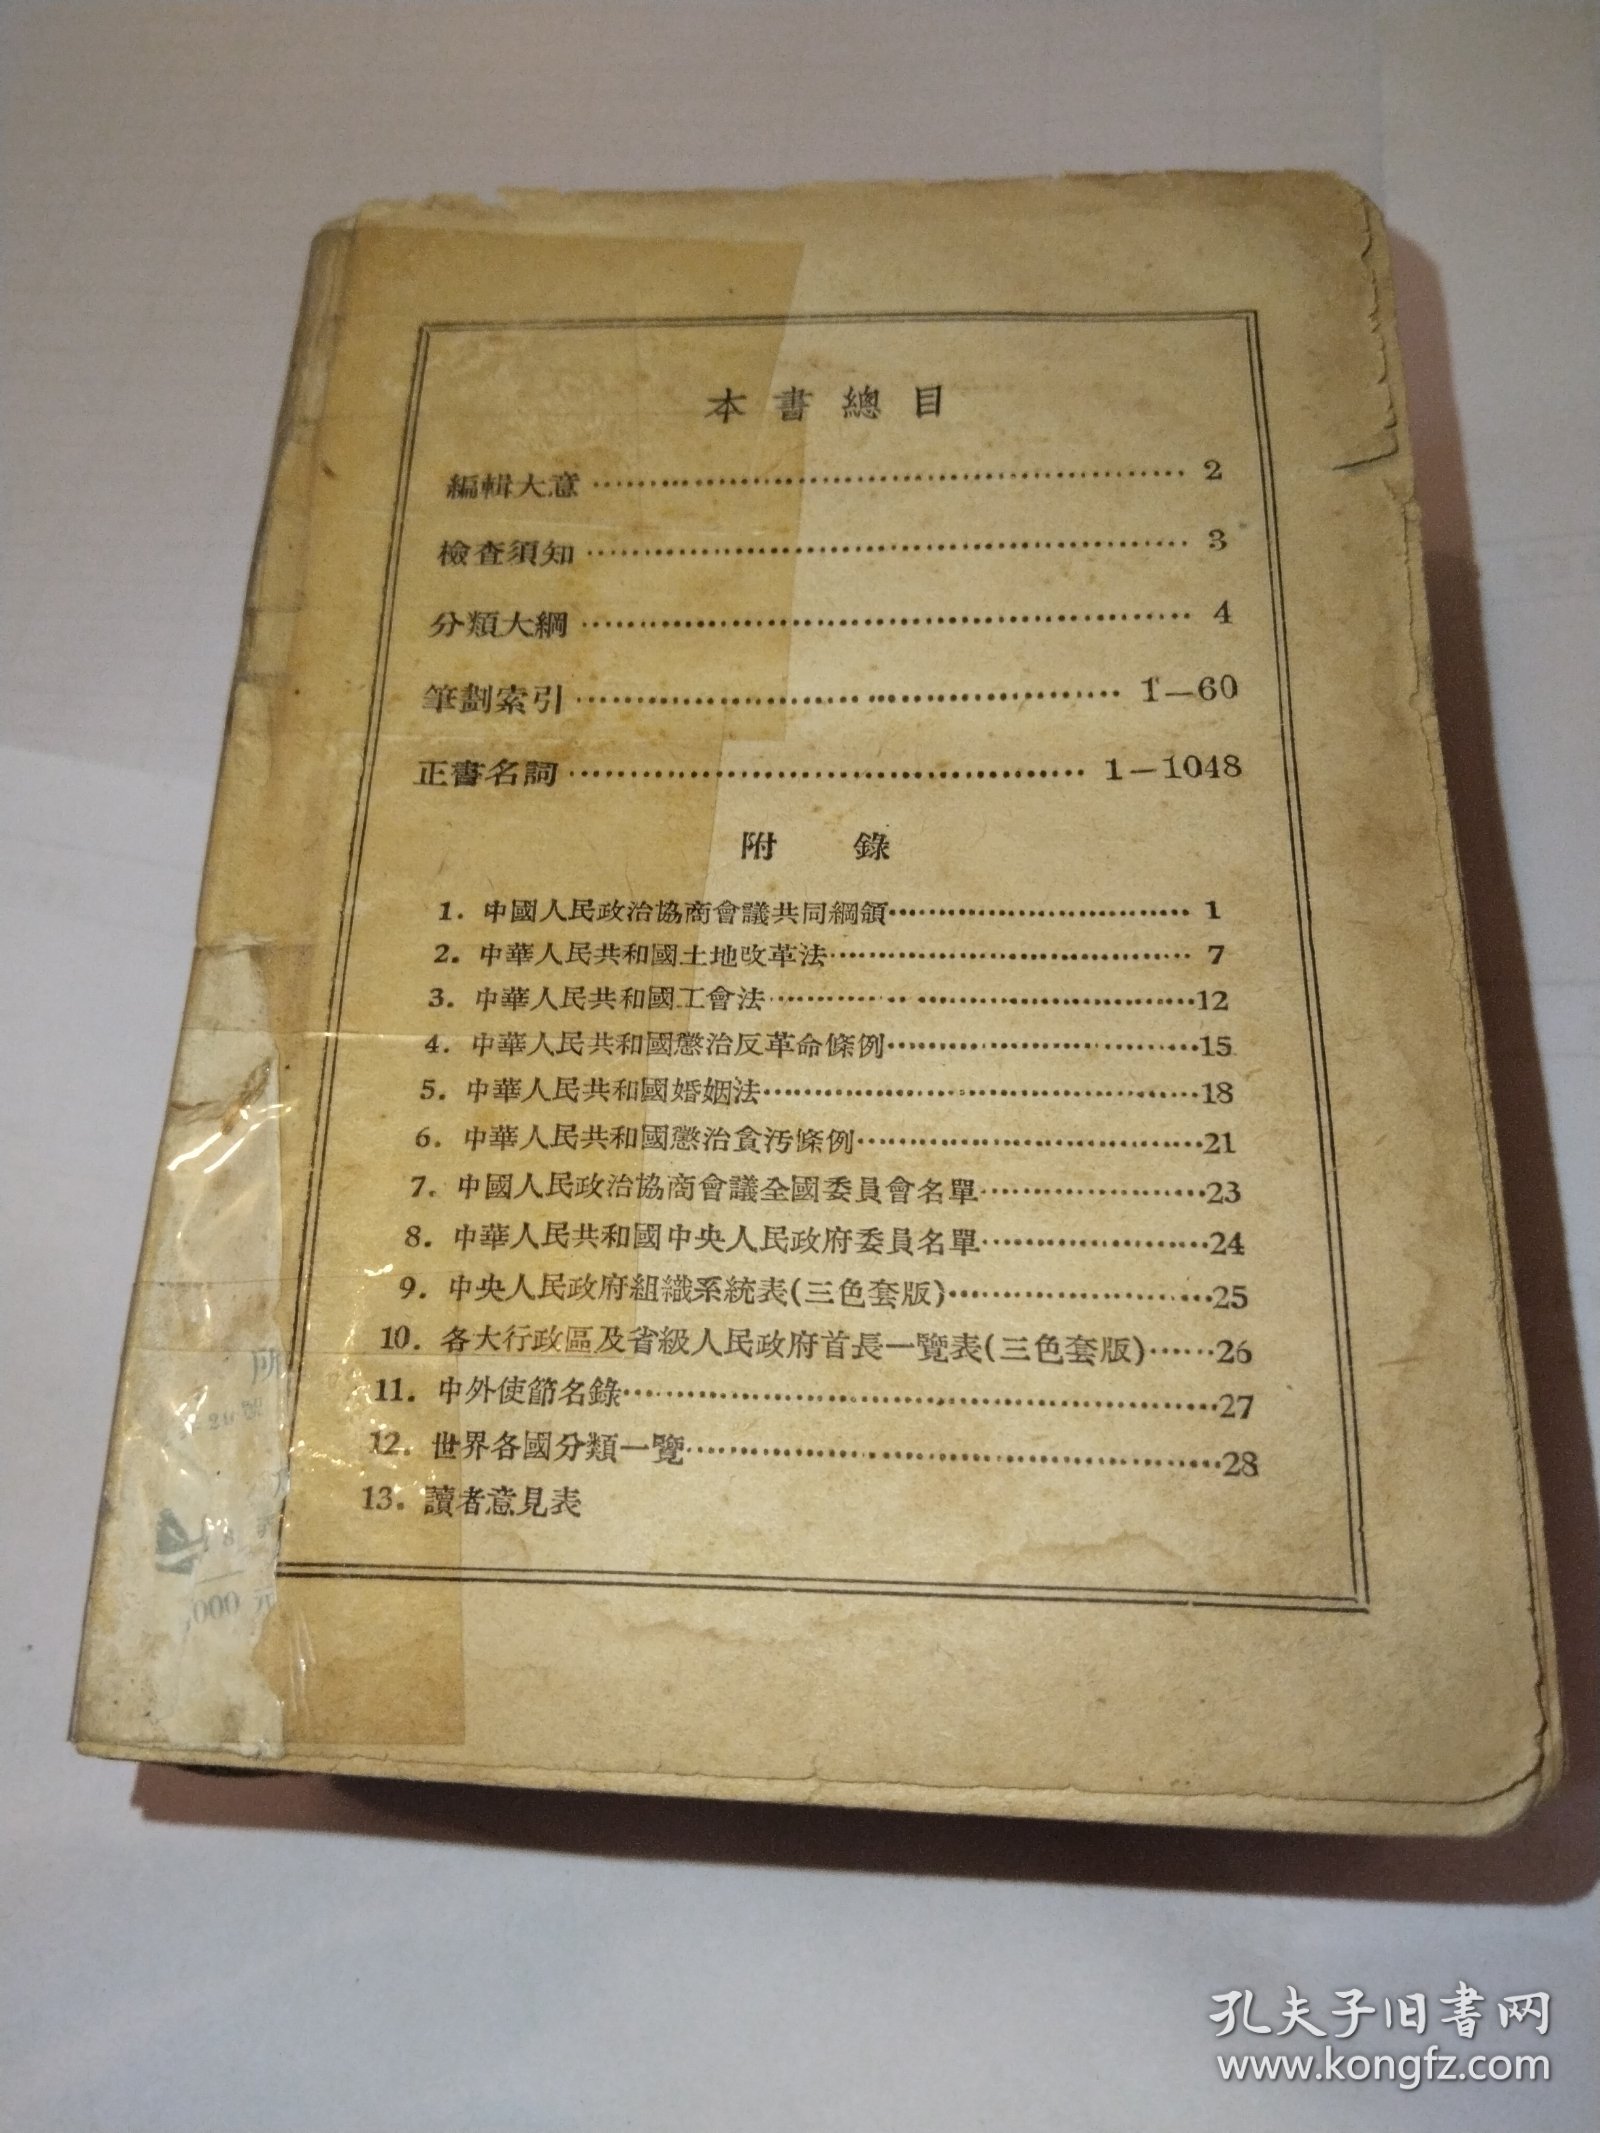 本書總目
編輯大意 2
檢查須知 3
分類大綱 4
筆劃索引 1—60
正書名詞 1—1048
附錄
1. 中國人民政治協商會議共同綱領 1
2. 中華人民共和國土地改革法 7
3. 中華人民共和國工會法 12
4. 中華人民共和國懲治反革命條例 15
5. 中華人民共和國婚姻法 18
6. 中華人民共和國懲治貪汚條例 21
7. 中國人民政治協商會議全國委員會名單 23
8. 中華人民共和國中央人民政府委員名單 24
9. 中央人民政府組織系統表(三色套版) 25
10. 各大行政區及省級人民政府首長一覽表(三色套版) 26
11. 中外使節名錄 27
12. 世界各國分類一覽 28
13. 讀者意見表
所
000 元
孔夫子旧書网
www.kongfz.com